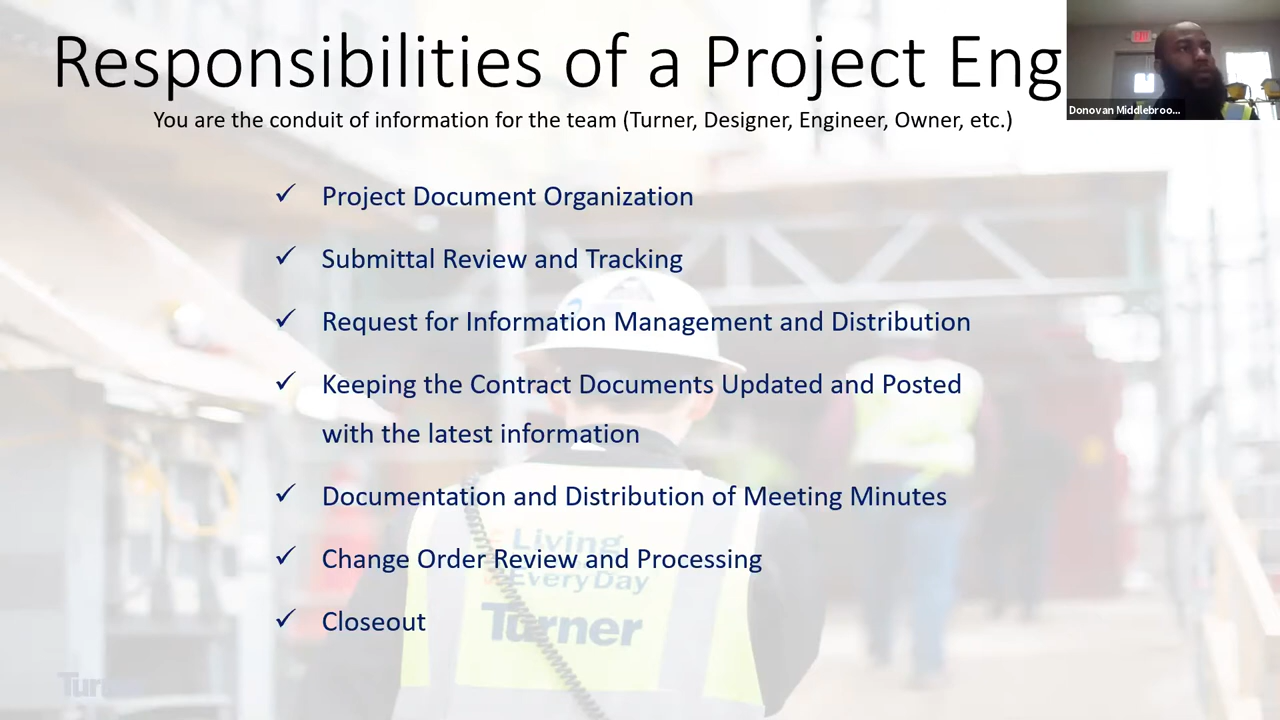 Responsibilities of a Project Eng
You are the conduit of information for the team (Turner, Designer, Engineer, Owner, etc.)
Donovan Middlebroo...
✓ Project Document Organization
✓ Submittal Review and Tracking
✓ Request for Information Management and Distribution
✓ Keeping the Contract Documents Updated and Posted
with the latest information
✓ Documentation and Distribution of Meeting Minutes
✓ Change Order Review and Processing
✓ Closeout
Living
EveryDay
Turner